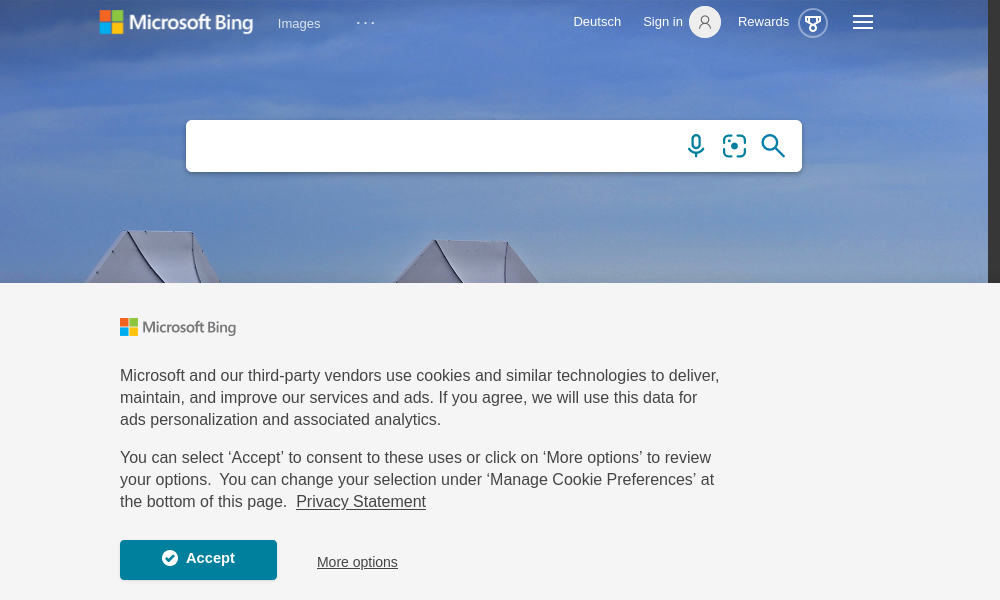 Microsoft Bing
Images
...
Deutsch
Sign in
Rewards
Microsoft Bing
Microsoft and our third-party vendors use cookies and similar technologies to deliver,
maintain, and improve our services and ads. If you agree, we will use this data for
ads personalization and associated analytics.
You can select ‘Accept’ to consent to these uses or click on ‘More options’ to review
your options.  You can change your selection under ‘Manage Cookie Preferences’ at
the bottom of this page.  Privacy Statement
Accept
More options